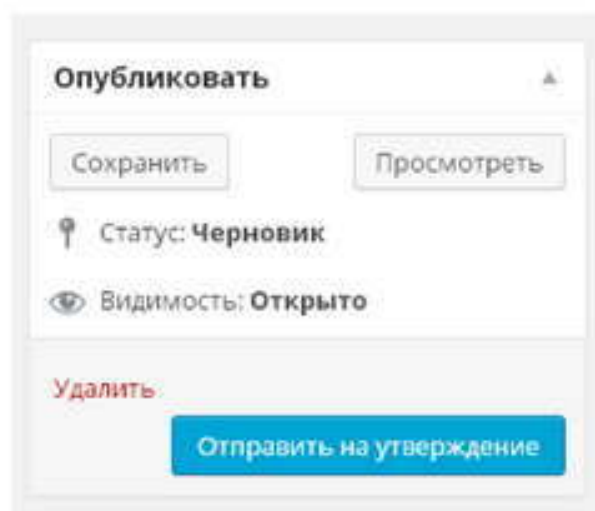 Опубликовать
Сохранить Просмотреть
Статус: Черновик
Видимость: Открыто
Удалить
Отправить на утверждение